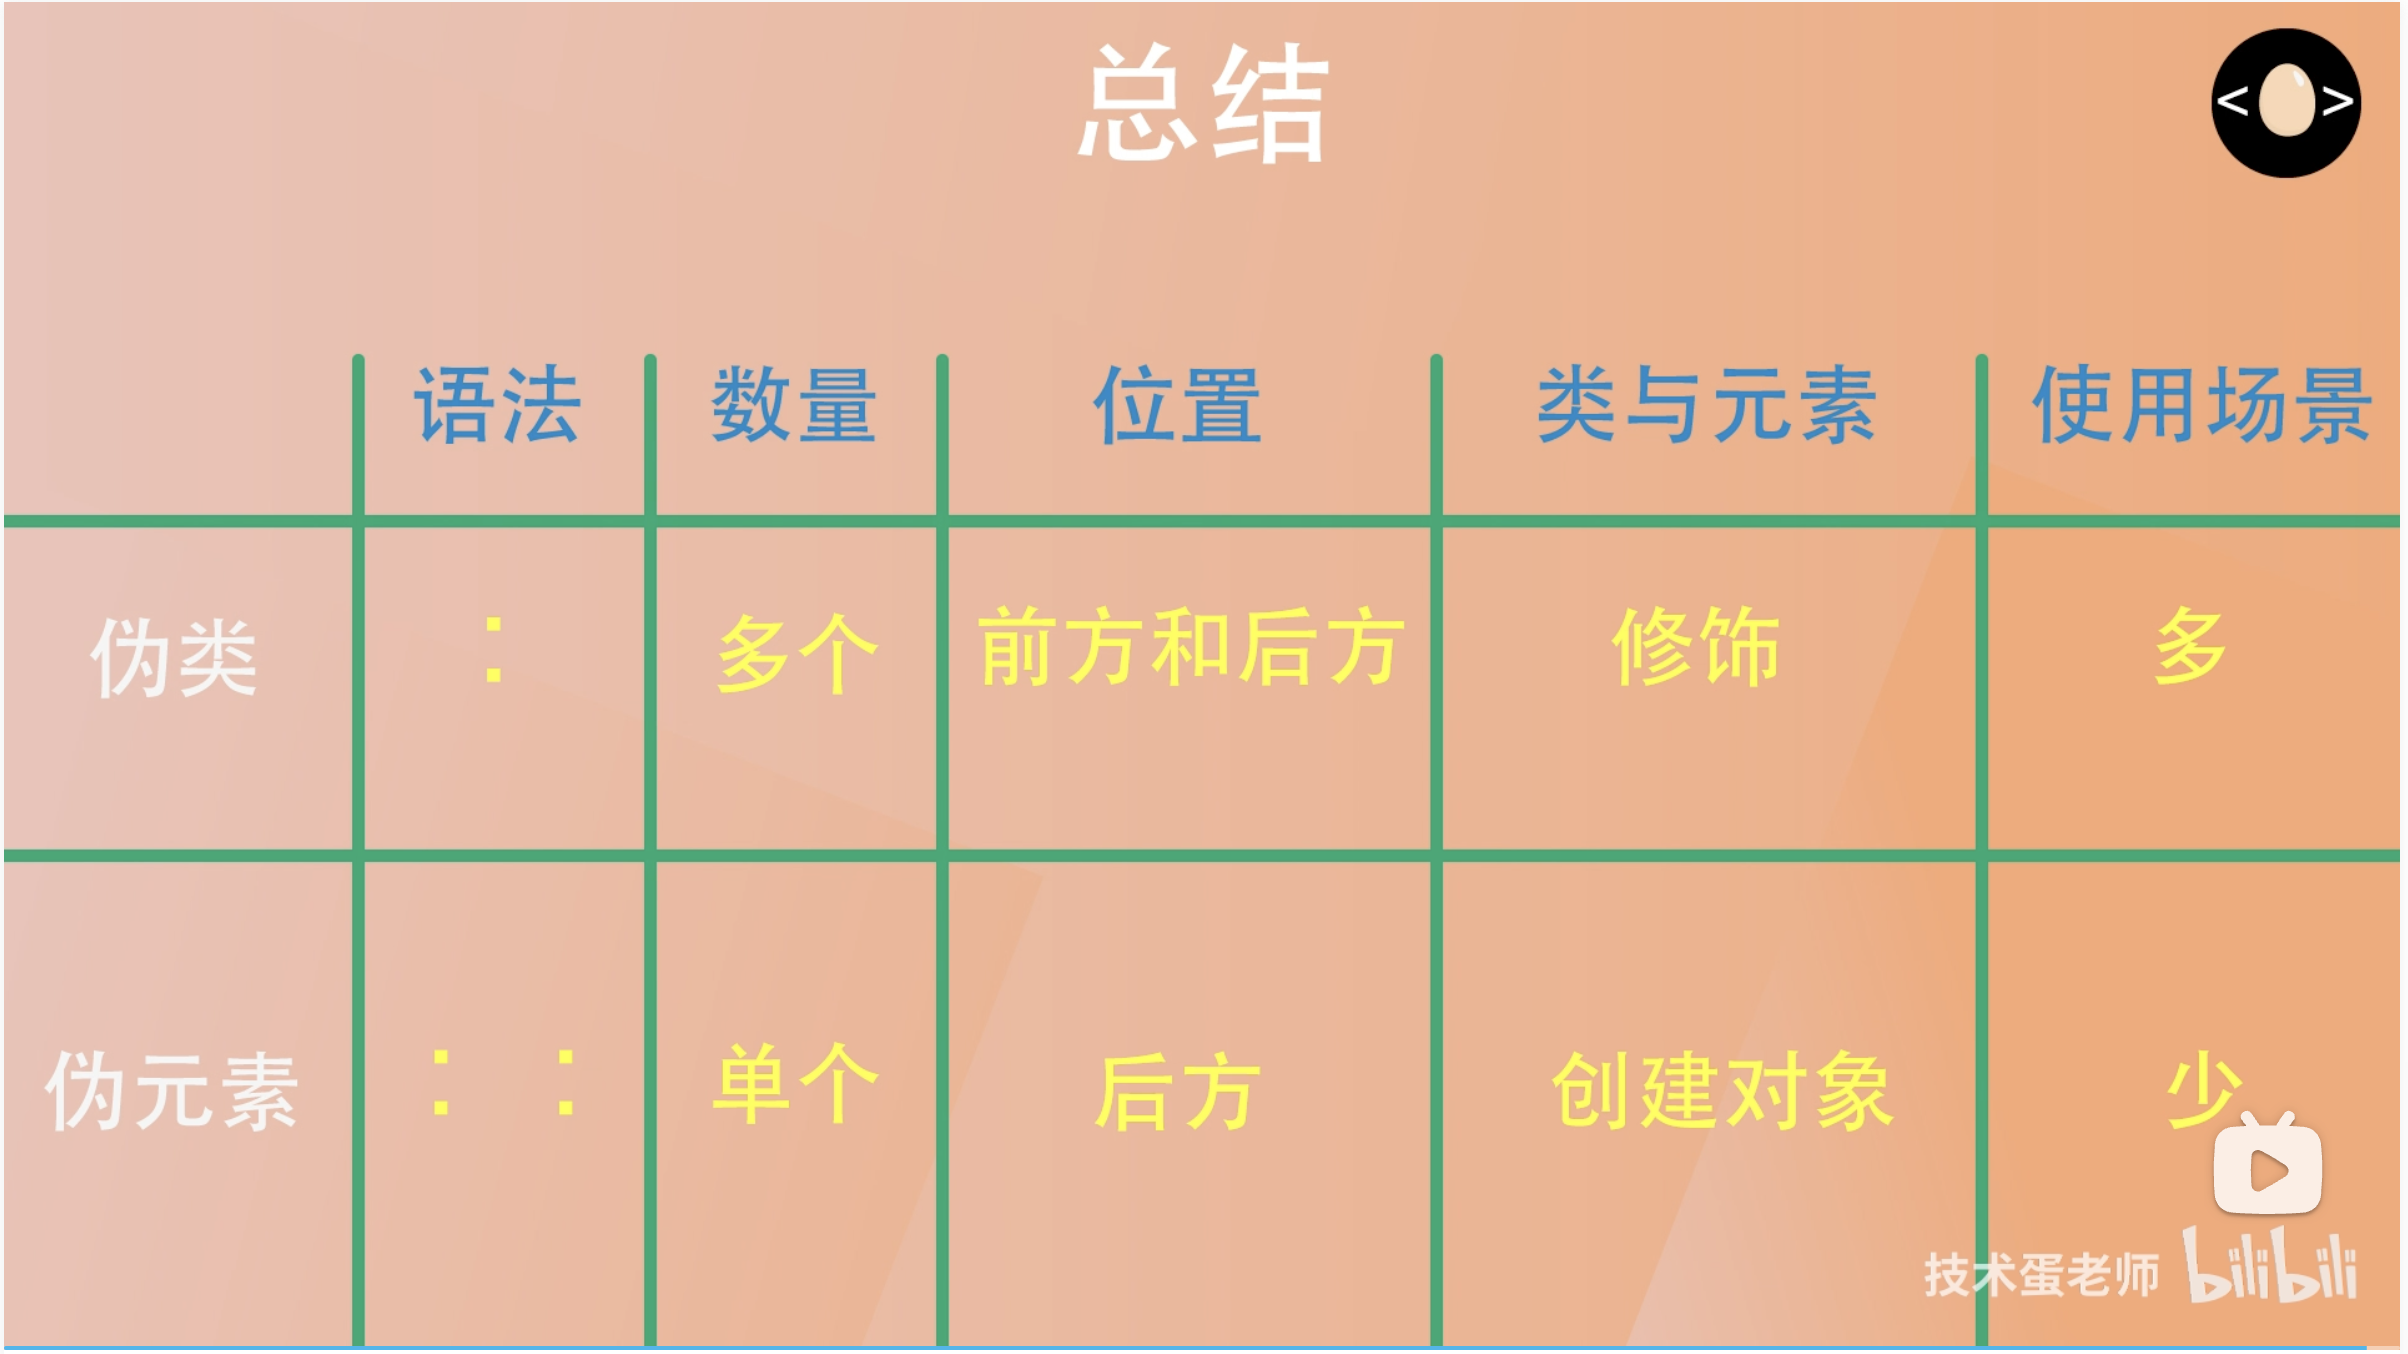 总结
< >
语法 数量 位置 类与元素 使用场景
伪类 : 多个 前方和后方 修饰 多
伪元素 : : 单个 后方 创建对象 少
技术蛋老师 bilibili